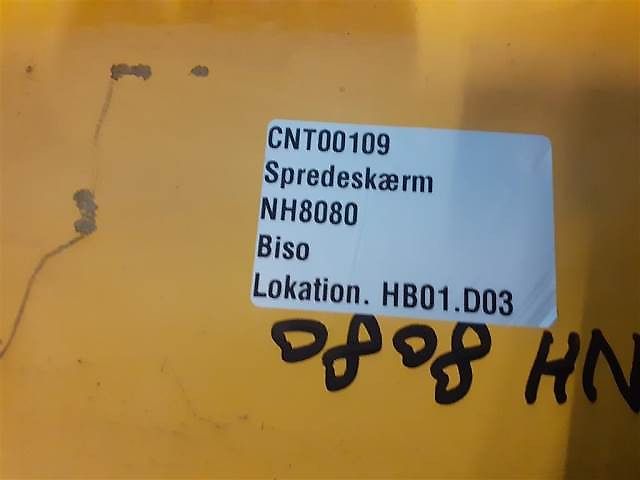 CNT00109
Spredeskærm
NH8080
Biso
Lokation. HB01.D03
NH 8080